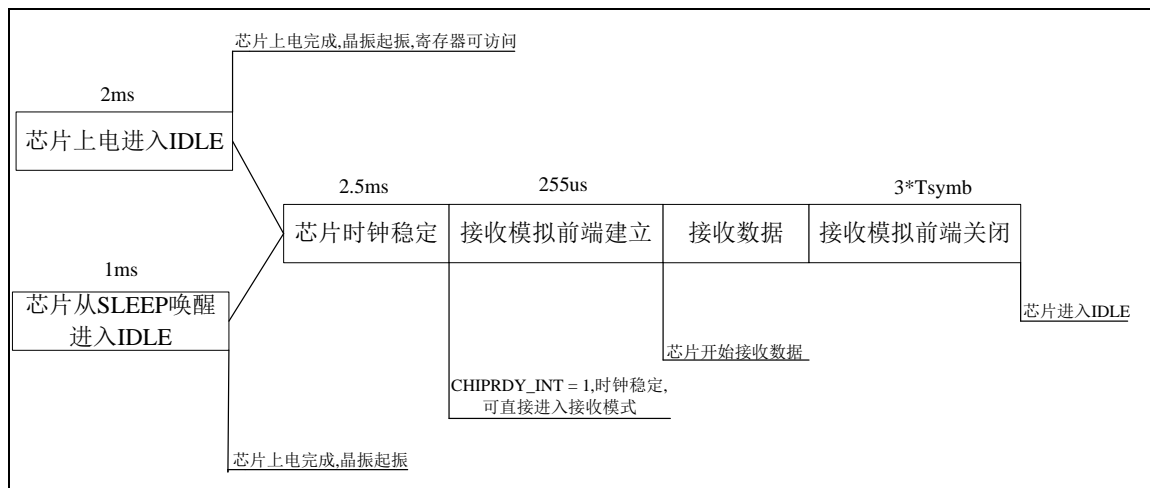 芯片上电完成,晶振起振,寄存器可访问
2ms
芯片上电进入IDLE
2.5ms
255us
3*Tsymb
芯片时钟稳定
接收模拟前端建立
接收数据
接收模拟前端关闭
1ms
芯片从SLEEP唤醒
进入IDLE
芯片进入IDLE
芯片开始接收数据
CHIPRDY_INT = 1,时钟稳定,
可直接进入接收模式
芯片上电完成,晶振起振